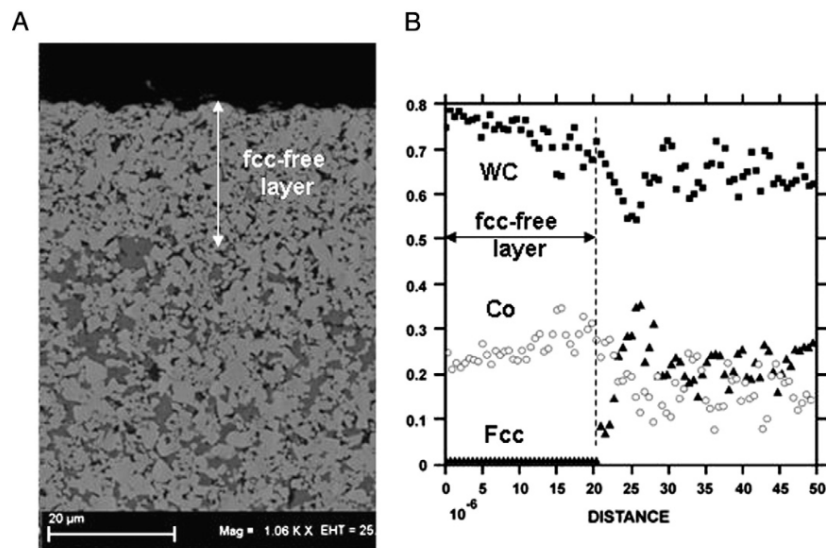 A
B
fcc-free
layer
20 µm
Mag = 1.06 K X EHT = 25.
0.8
0.7
0.6
0.5
0.4
0.3
0.2
0.1
0
WC
fcc-free
layer
Co
Fcc
0 5 10 15 20 25 30 35 40 45 50
10-6
DISTANCE